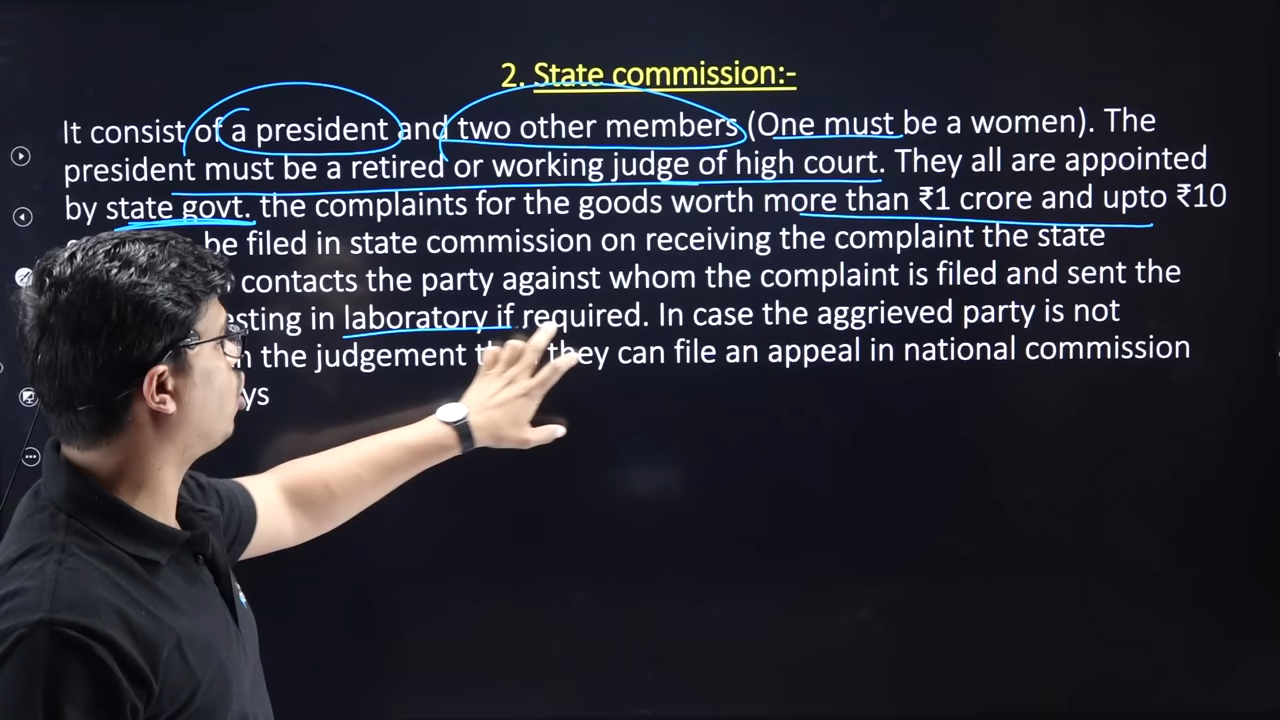 2. State commission:-
It consist of a president and two other members (One must be a women). The
president must be a retired or working judge of high court. They all are appointed
by state govt. the complaints for the goods worth more than ₹1 crore and upto ₹10
be filed in state commission on receiving the complaint the state
contacts the party against whom the complaint is filed and sent the
in laboratory if required. In case the aggrieved party is not
the judgement they can file an appeal in national commission